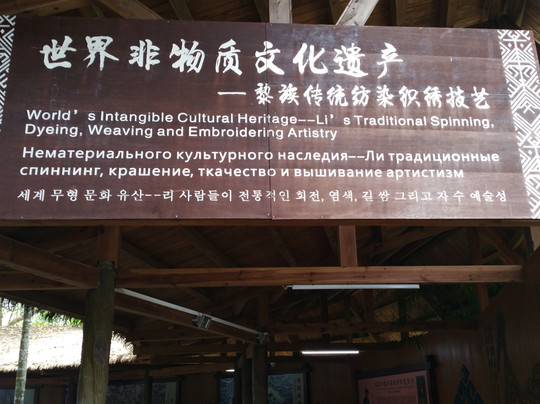 世界非物质文化遗产
— 黎族传统纺染织绣技艺
World's Intangible Cultural Heritage--Li's Traditional Spinning,
Dyeing, Weaving and Embroidering Artistry
Нематериального культурного наследия--Ли традиционные
спиннинг, крашение, ткачество и вышивание артистизм
세계 무형 문화 유산--리 사람들이 전통적인 회전, 염색, 길 쌈 그리고 자 수 예술성